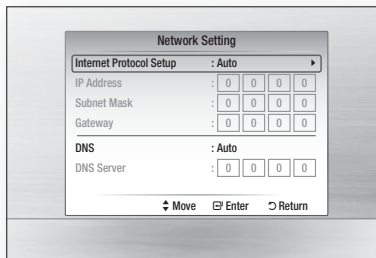 Network Setting
Internet Protocol Setup : Auto
IP Address : 0 0 0 0
Subnet Mask : 0 0 0 0
Gateway : 0 0 0 0
DNS : Auto
DNS Server : 0 0 0 0
Move Enter Return